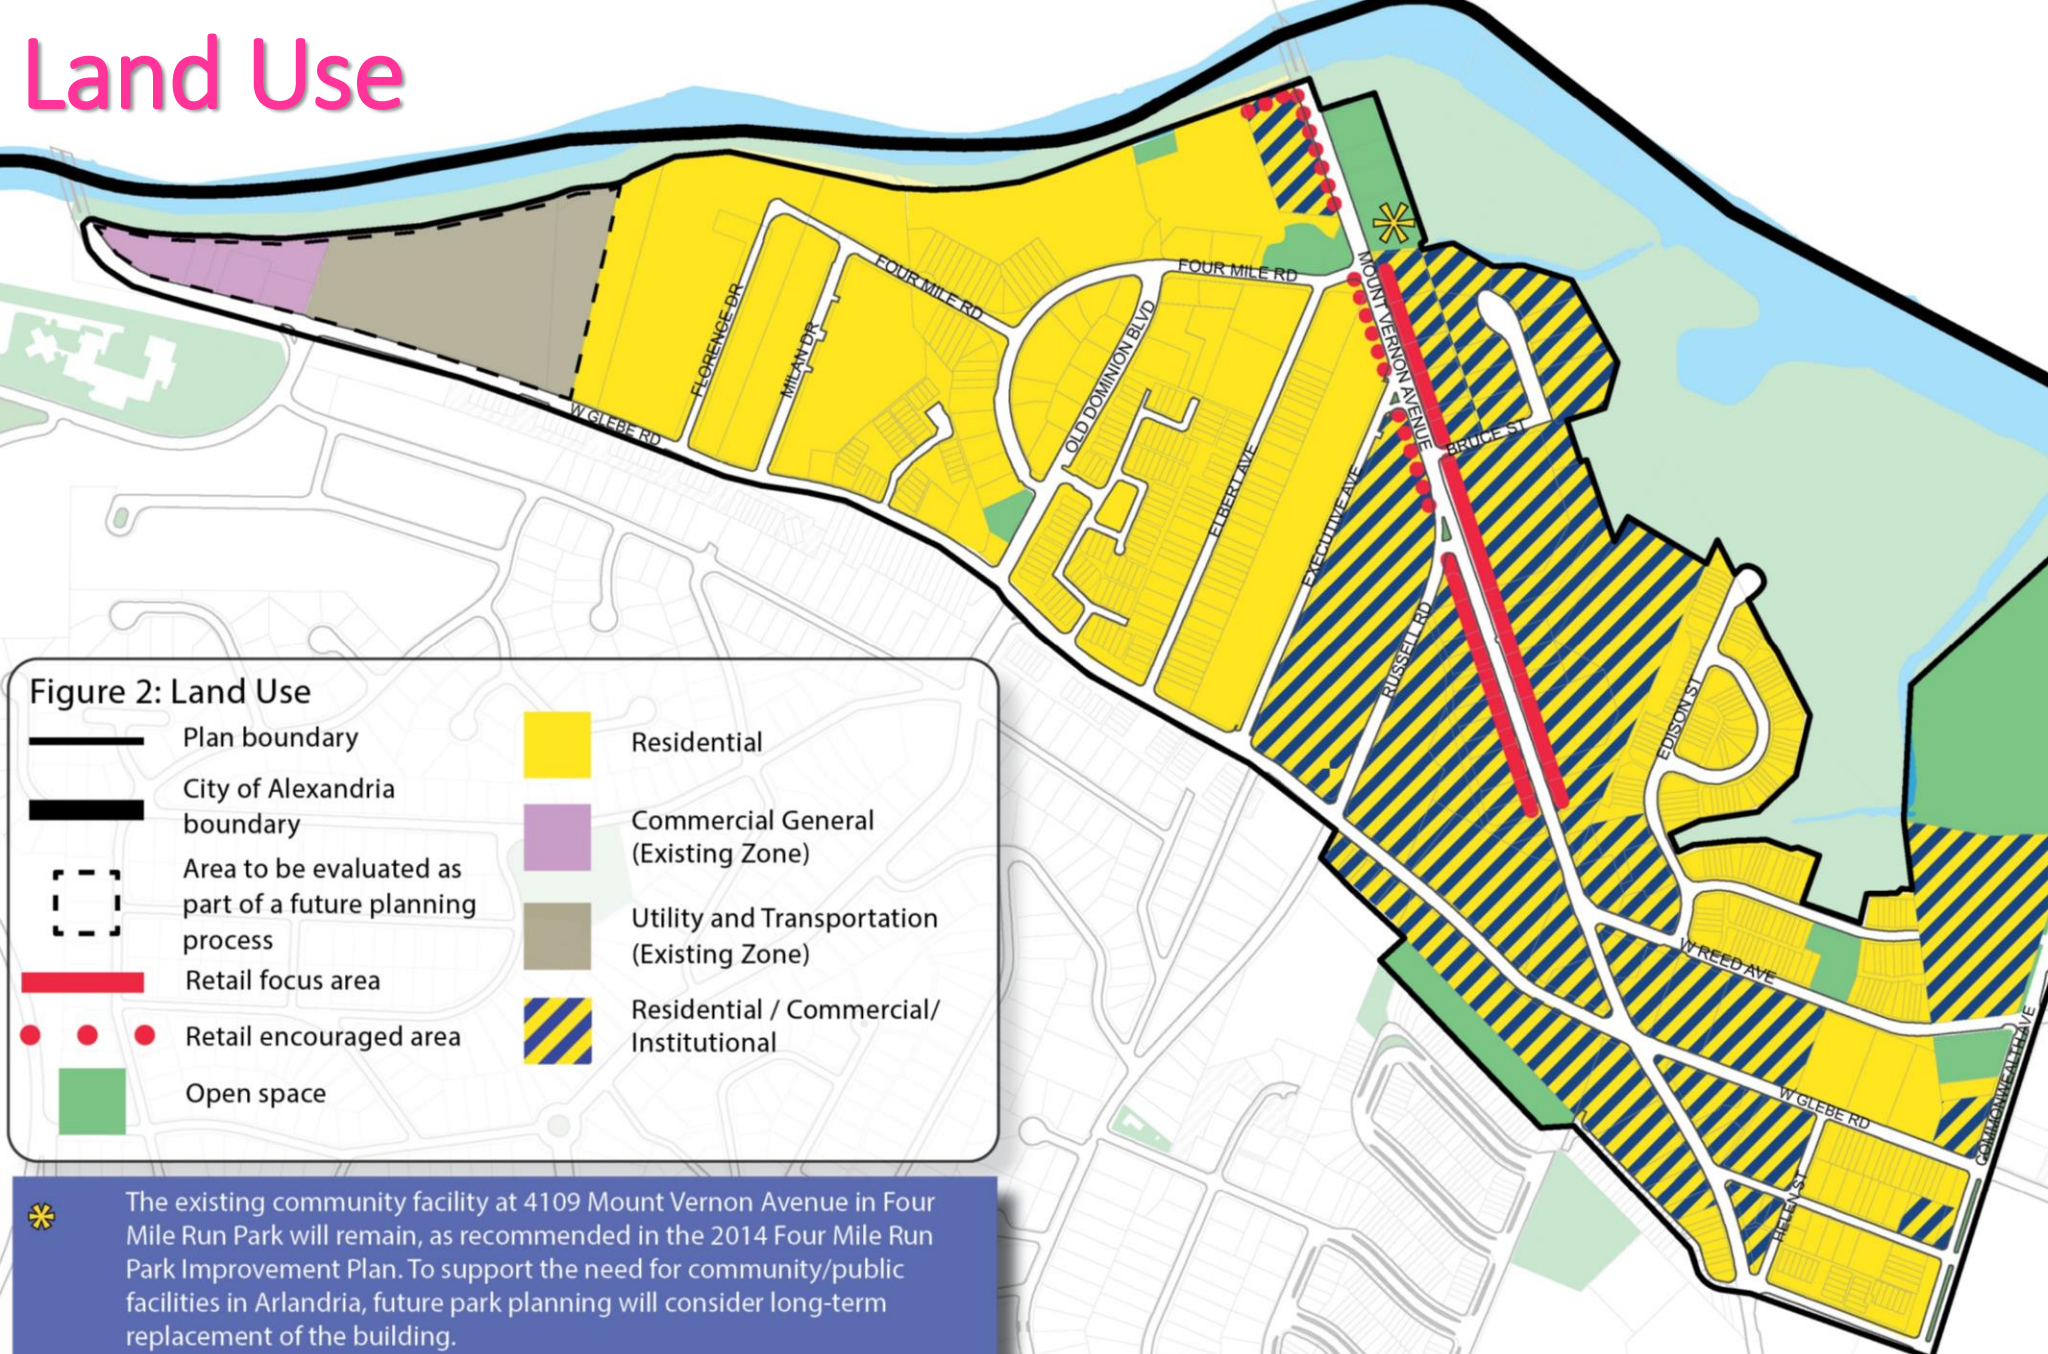 Land Use
FOUR MILE RD
FOUR MILE RD
FLORENCE DR
MILAN DR
OLD DOMINION BLVD
MOUNT VERNON AVENUE
W GLEBE RD
BRUCE ST
ELBERT AVE
EXECUTIVE AVE
RUSSELL RD
EDISON ST
W REED AVE
W GLEBE RD
COMMONWEALTH AVE
HELEN ST
Figure 2: Land Use
Plan boundary
City of Alexandria
boundary
Area to be evaluated as
part of a future planning
process
Retail focus area
Retail encouraged area
Open space
Residential
Commercial General
(Existing Zone)
Utility and Transportation
(Existing Zone)
Residential / Commercial/
Institutional
The existing community facility at 4109 Mount Vernon Avenue in Four
Mile Run Park will remain, as recommended in the 2014 Four Mile Run
Park Improvement Plan. To support the need for community/public
facilities in Arlandria, future park planning will consider long-term
replacement of the building.